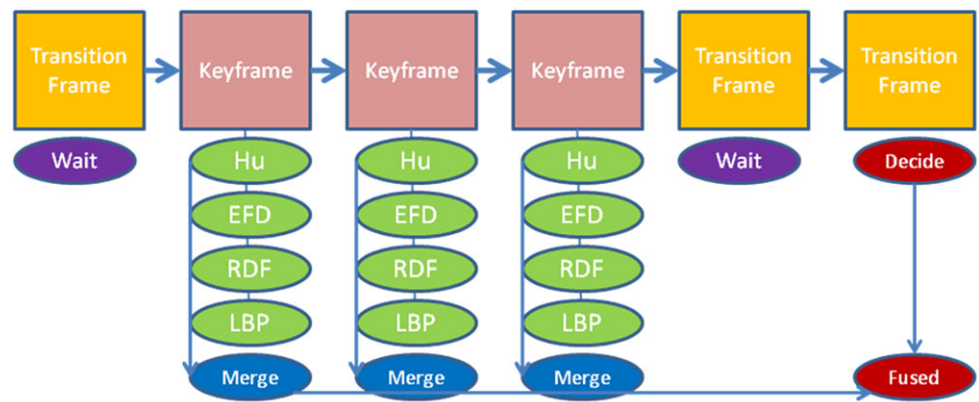 Transition
Frame
Keyframe
Keyframe
Keyframe
Transition
Frame
Transition
Frame
Wait
Hu
Hu
Hu
Wait
Decide
EFD
EFD
EFD
RDF
RDF
RDF
LBP
LBP
LBP
Merge
Merge
Merge
Fused